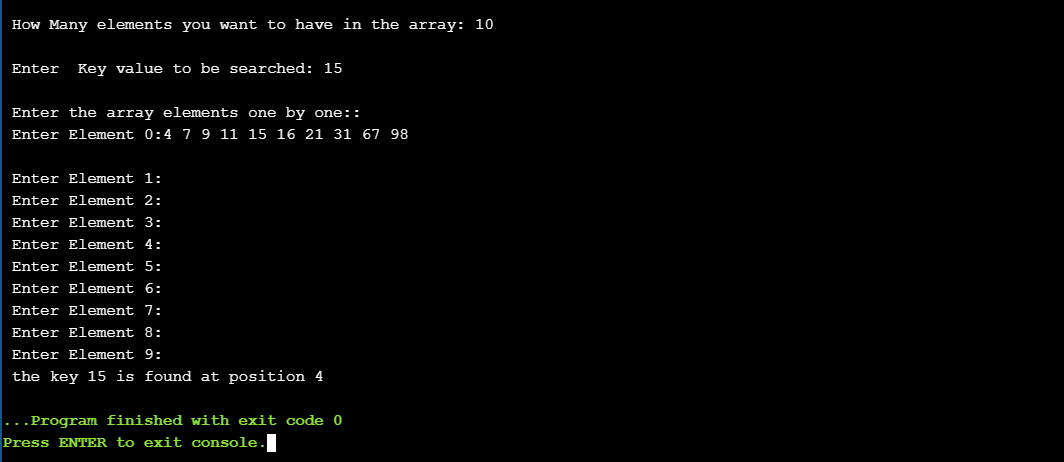 How Many elements you want to have in the array: 10
Enter  Key value to be searched: 15
Enter the array elements one by one::
Enter Element 0:4 7 9 11 15 16 21 31 67 98
Enter Element 1:
Enter Element 2:
Enter Element 3:
Enter Element 4:
Enter Element 5:
Enter Element 6:
Enter Element 7:
Enter Element 8:
Enter Element 9:
the key 15 is found at position 4
...Program finished with exit code 0
Press ENTER to exit console.